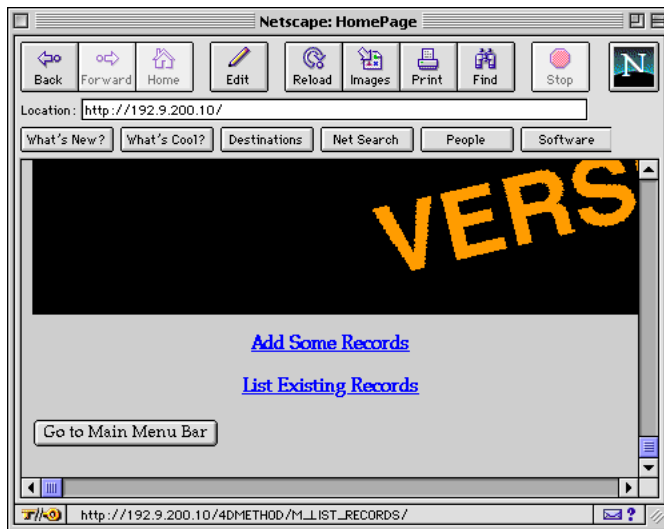 Netscape: HomePage
Back Forward Home Edit Reload Images Print Find Stop N
Location: http://192.9.200.10/
What's New? What's Cool? Destinations Net Search People Software
VERS
Add Some Records
List Existing Records
Go to Main Menu Bar
http://192.9.200.10/4DMETHOD/M_LIST_RECORDS/ ?